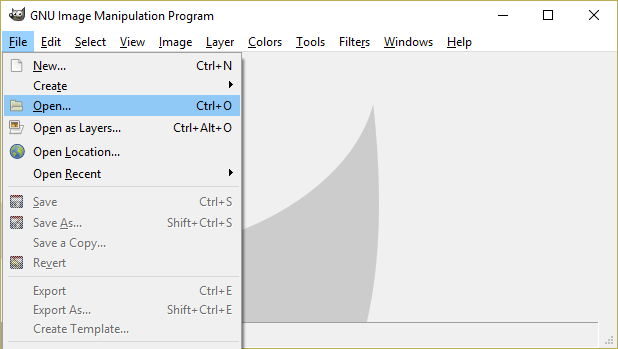 GNU Image Manipulation Program
File Edit Select View Image Layer Colors Tools Filters Windows Help
New... Ctrl+N
Create
Open... Ctrl+O
Open as Layers... Ctrl+Alt+O
Open Location...
Open Recent
Save Ctrl+S
Save As... Shift+Ctrl+S
Save a Copy...
Revert
Export Ctrl+E
Export As... Shift+Ctrl+E
Create Template...